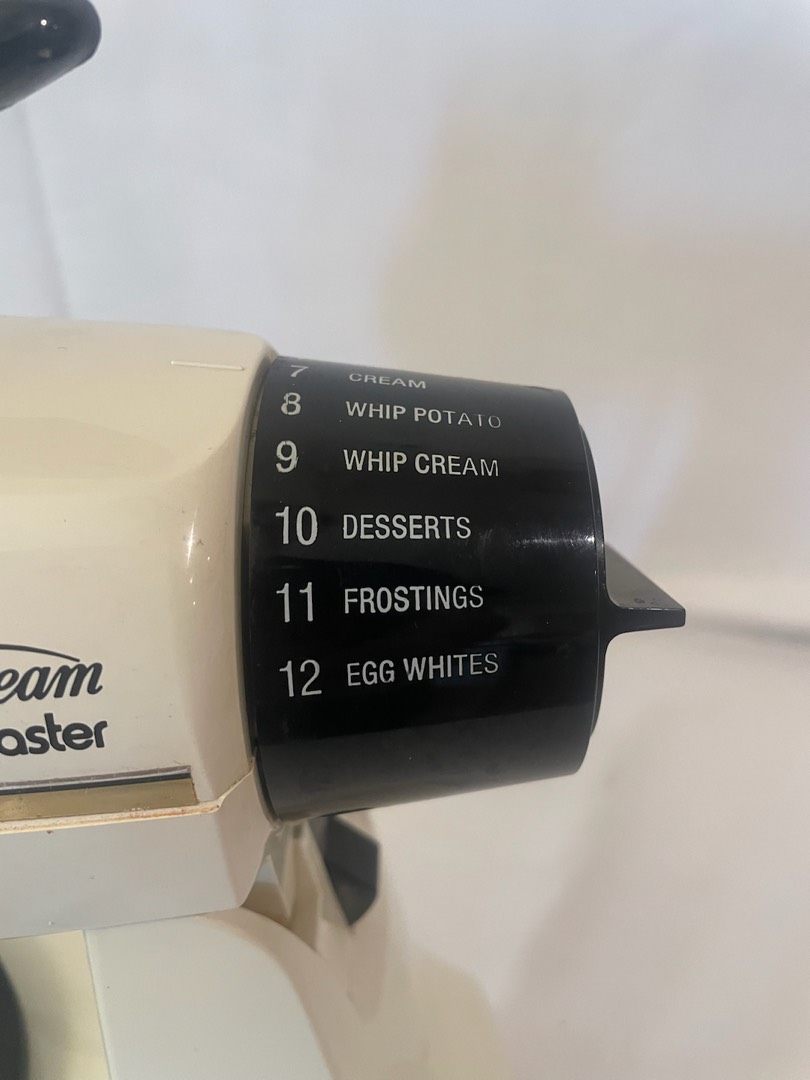 7 CREAM
8 WHIP POTATO
9 WHIP CREAM
10 DESSERTS
11 FROSTINGS
12 EGG WHITES
eam
aster